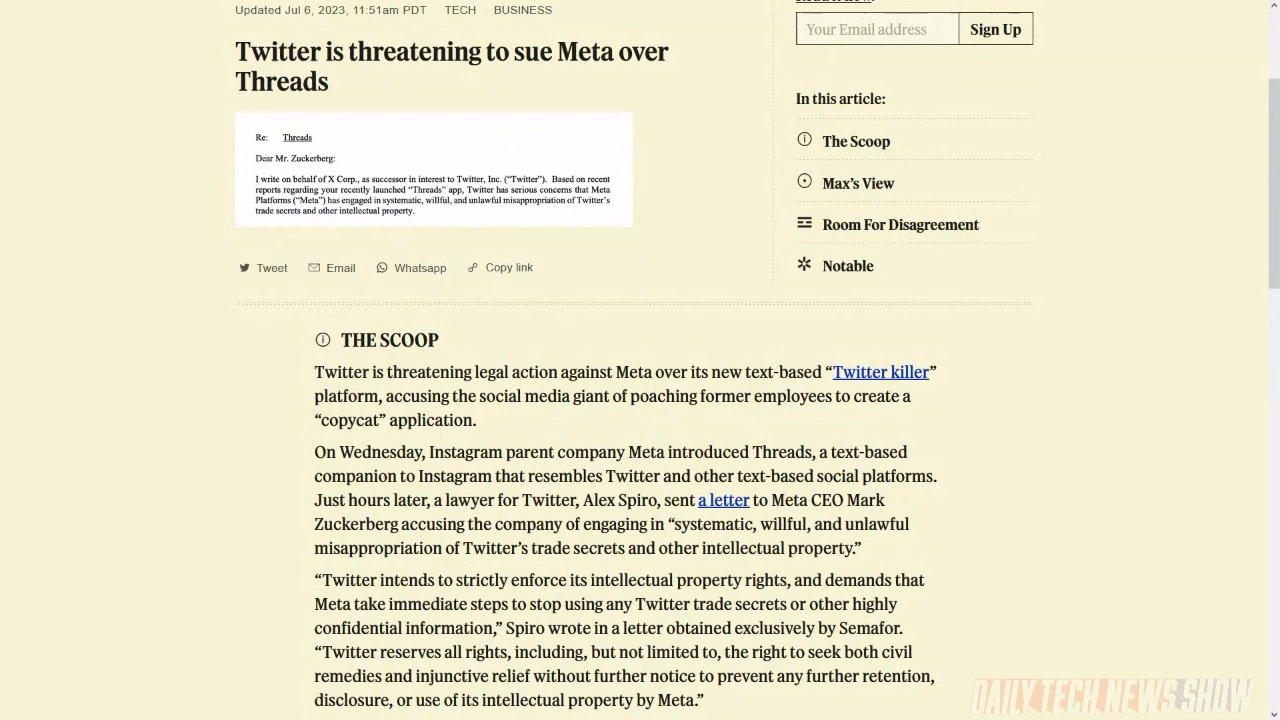 Updated Jul 6, 2023, 11:51am PDT TECH BUSINESS
Twitter is threatening to sue Meta over
Threads
Re: Threads
Dear Mr. Zuckerberg:
I write on behalf of X Corp., as successor in interest to Twitter, Inc. ("Twitter"). Based on recent
reports regarding your recently launched "Threads" app, Twitter has serious concerns that Meta
Platforms ("Meta") has engaged in systematic, willful, and unlawful misappropriation of Twitter's
trade secrets and other intellectual property.
Tweet Email Whatsapp Copy link
Your Email address Sign Up
In this article:
The Scoop
Max's View
Room For Disagreement
Notable
THE SCOOP
Twitter is threatening legal action against Meta over its new text-based “Twitter killer”
platform, accusing the social media giant of poaching former employees to create a
“copycat” application.
On Wednesday, Instagram parent company Meta introduced Threads, a text-based
companion to Instagram that resembles Twitter and other text-based social platforms.
Just hours later, a lawyer for Twitter, Alex Spiro, sent a letter to Meta CEO Mark
Zuckerberg accusing the company of engaging in “systematic, willful, and unlawful
misappropriation of Twitter’s trade secrets and other intellectual property.”
“Twitter intends to strictly enforce its intellectual property rights, and demands that
Meta take immediate steps to stop using any Twitter trade secrets or other highly
confidential information,” Spiro wrote in a letter obtained exclusively by Semafor.
“Twitter reserves all rights, including, but not limited to, the right to seek both civil
remedies and injunctive relief without further notice to prevent any further retention,
disclosure, or use of its intellectual property by Meta.”
DAILY TECH NEWS SHOW